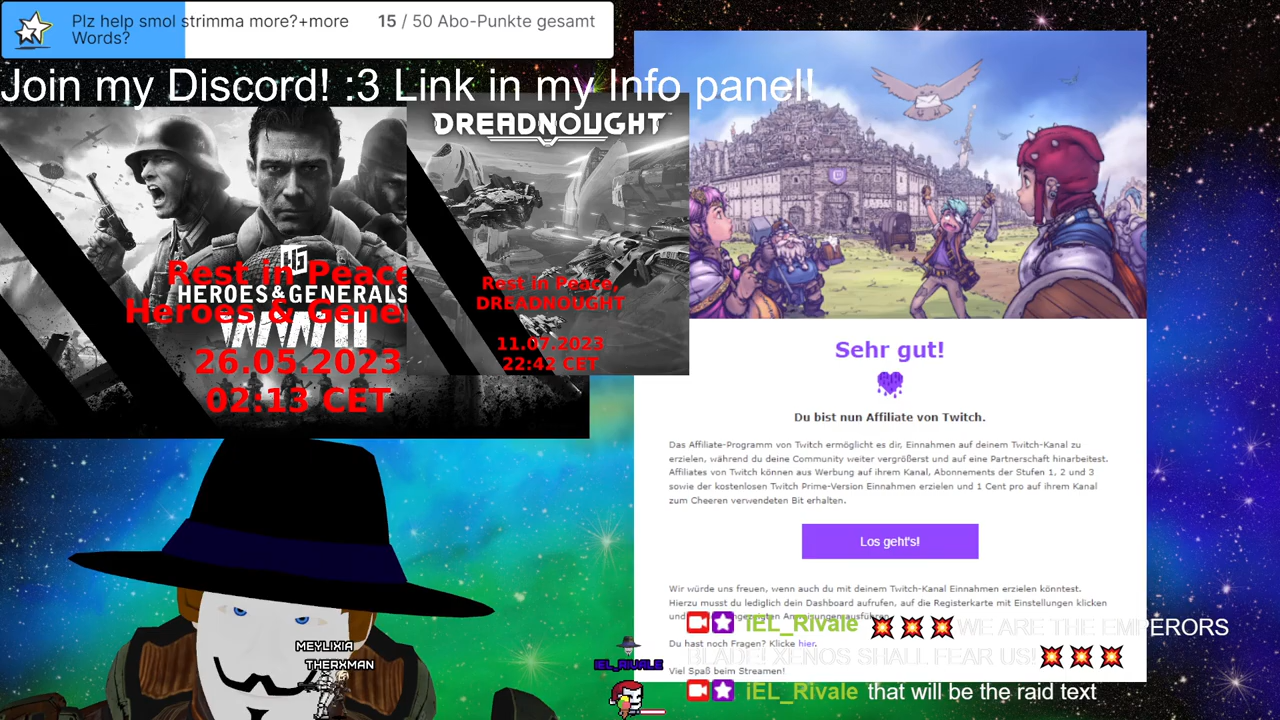 Plz help smol strimma more?+more
Words?
15 / 50 Abo-Punkte gesamt
Join my Discord! :3 Link in my Info panel!
HEROES & GENERALS
WWII
Rest in Peace
Heroes & Gene
26.05.2023
02:13 CET
DREADNOUGHT
Rest in Peace,
DREADNOUGHT
11.07.2023
22:42 CET
Sehr gut!
Du bist nun Affiliate von Twitch.
Das Affiliate-Programm von Twitch ermöglicht es dir, Einnahmen auf deinem Twitch-Kanal zu
erzielen, während du deine Community weiter vergrößerst und auf eine Partnerschaft hinarbeitest.
Affiliates von Twitch können aus Werbung auf ihrem Kanal, Abonnements der Stufen 1, 2 und 3
sowie der kostenlosen Twitch Prime-Version Einnahmen erzielen und 1 Cent pro auf ihrem Kanal
zum Cheeren verwendeten Bit erhalten.
Los geht's!
Wir würde uns freuen, wenn auch du mit deinem Twitch-Kanal Einnahmen erzielen könntest.
Hierzu musst du lediglich dein Dashboard aufrufen, auf die Registerkarte mit Einstellungen klicken
und angezeigten Anweisungen ausführen.
iEL_Rivale 💥💥💥 WE ARE THE EMPERORS
BLADE! XENOS SHALL FEAR US! 💥💥💥
Du hast noch Fragen? Klicke hier.
Viel Spaß beim Streamen!
iEL_Rivale that will be the raid text
MEYLIXIA
THERXMAN
IEL_RIVALE